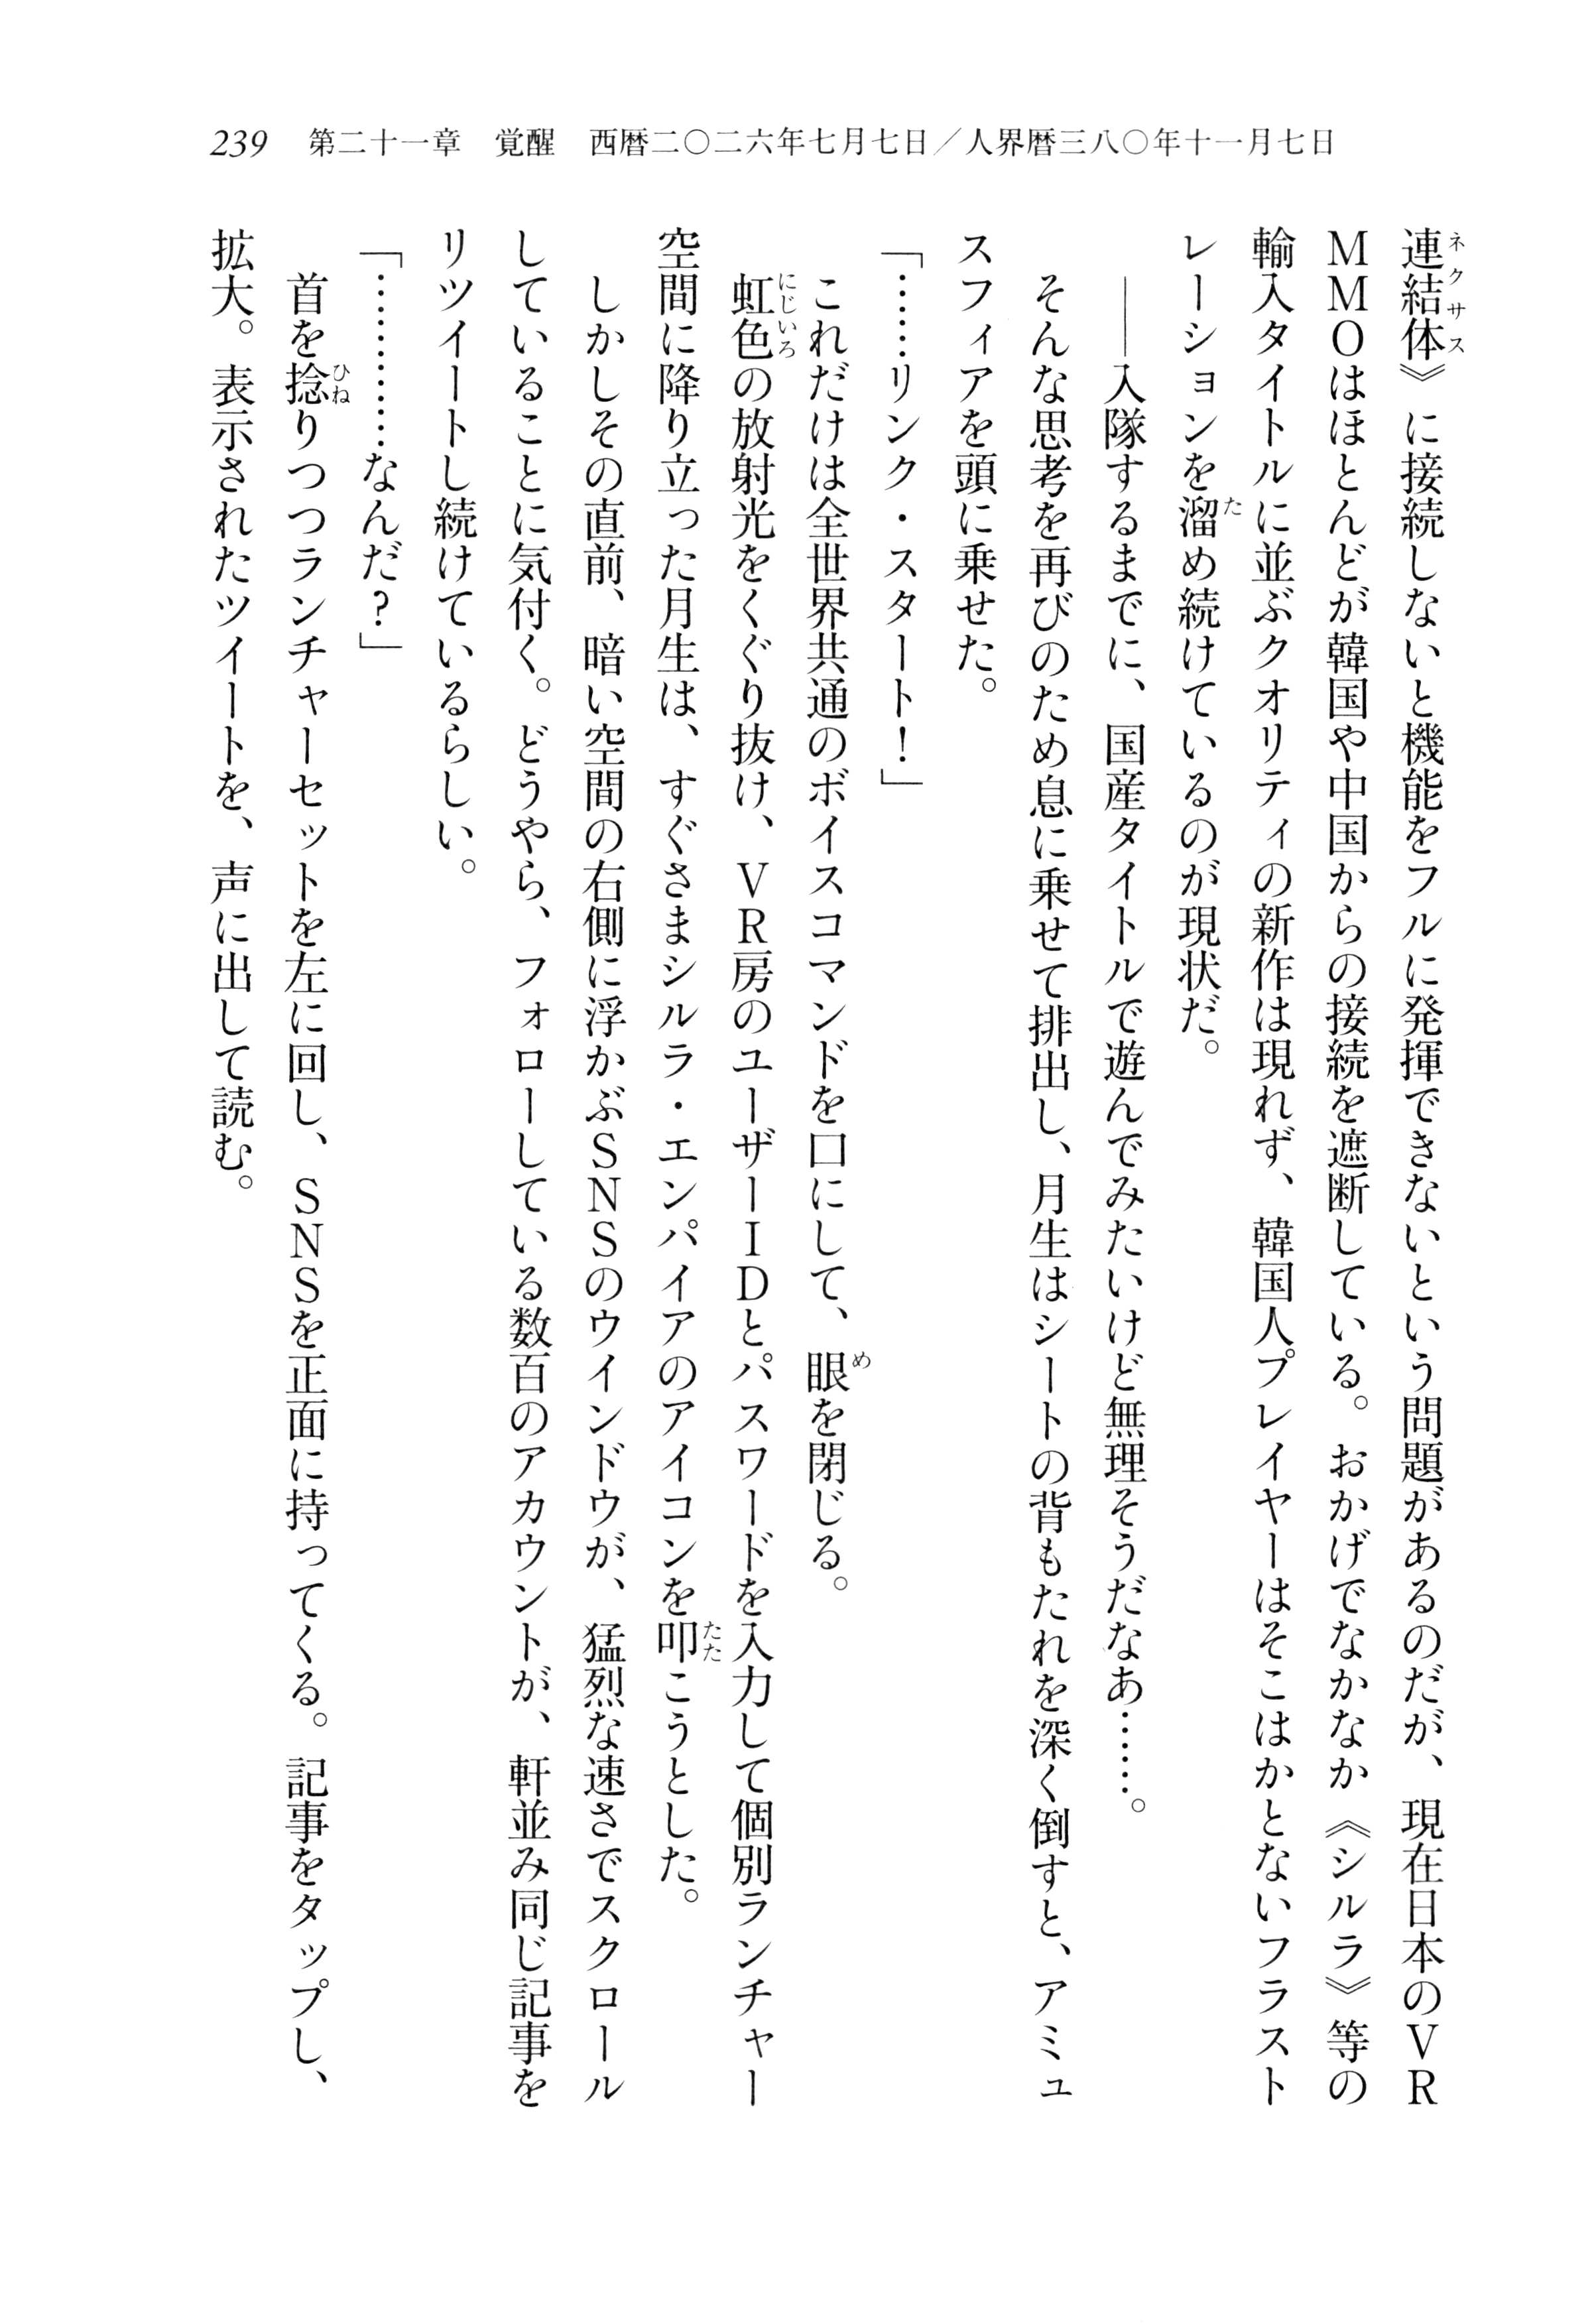 239　第二十一章　覚醒　西暦二〇二六年七月七日／人界暦三八〇年十一月七日
連結体》に接続しないと機能をフルに発揮できないという問題があるのだが、現在日本のＶＲ
ネクサス
ＭＭＯはほとんどが韓国や中国からの接続を遮断している。おかげでなかなか《シルラ》等の
輸入タイトルに並ぶクオリティの新作は現れず、韓国人プレイヤーはそこはかとないフラスト
レーションを溜め続けているのが現状だ。
た
――入隊するまでに、国産タイトルで遊んでみたいけど無理そうだなあ……。
そんな思考を再びのため息に乗せて排出し、月生はシートの背もたれを深く倒すと、アミュ
スフィアを頭に乗せた。
「……リンク・スタート！」
これだけは全世界共通のボイスコマンドを口にして、眼を閉じる。
め
虹色の放射光をくぐり抜け、ＶＲ房のユーザーＩＤとパスワードを入力して個別ランチャー
にじいろ
空間に降り立った月生は、すぐさまシルラ・エンパイアのアイコンを叩こうとした。
たた
しかしその直前、暗い空間の右側に浮かぶＳＮＳのウインドウが、猛烈な速さでスクロール
していることに気付く。どうやら、フォローしている数百のアカウントが、軒並み同じ記事を
リツイートし続けているらしい。
「…………なんだ？」
首を捻りつつランチャーセットを左に回し、ＳＮＳを正面に持ってくる。記事をタップし、
ひね
拡大。表示されたツイートを、声に出して読む。